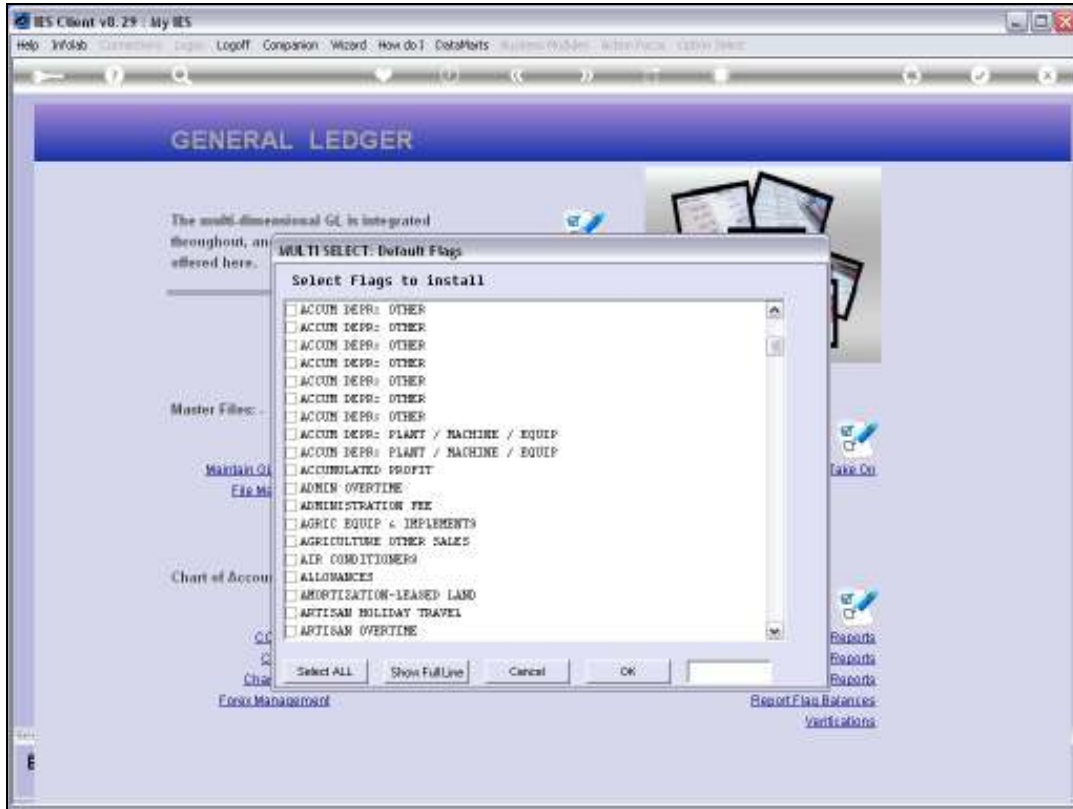 IES Client v8.29 : My IES
Help Infolab Logoff Companion Wizard How do I DataMarts
GENERAL LEDGER
The multi-dimensional GL is integrated
throughout, an
offered here.
MULTI SELECT: Default Flags
Select Flags to install
ACCUM DEPR: OTHER
ACCUM DEPR: OTHER
ACCUM DEPR: OTHER
ACCUM DEPR: OTHER
ACCUM DEPR: OTHER
ACCUM DEPR: OTHER
ACCUM DEPR: OTHER
ACCUM DEPR: PLANT / MACHINE / EQUIP
ACCUM DEPR: PLANT / MACHINE / EQUIP
ACCUMULATED PROFIT
ADMIN OVERTIME
ADMINISTRATION FEE
AGRIC EQUIP & IMPLEMENTS
AGRICULTURE OTHER SALES
AIR CONDITIONERS
ALLOWANCES
AMORTIZATION-LEASED LAND
ARTISAN HOLIDAY TRAVEL
ARTISAN OVERTIME
Select ALL Show Full Line Cancel OK
Master Files:
Maintain GL
Take On
File Ma
Chart of Accou
Reports
Reports
Char
Reports
Forex Management
Report Flag Balances
Verifications